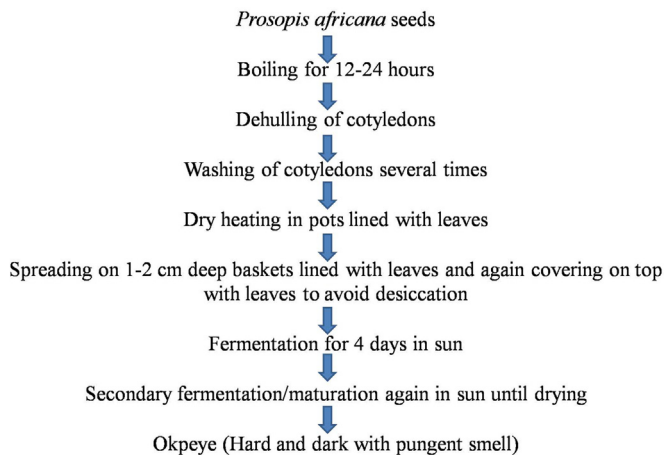 Prosopis africana seeds
Boiling for 12-24 hours
Dehulling of cotyledons
Washing of cotyledons several times
Dry heating in pots lined with leaves
Spreading on 1-2 cm deep baskets lined with leaves and again covering on top
with leaves to avoid desiccation
Fermentation for 4 days in sun
Secondary fermentation/maturation again in sun until drying
Okpeye (Hard and dark with pungent smell)